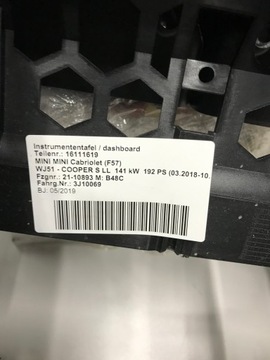 Instrumententafel / dashboard
Teilenr.: 16111619
MINI MINI Cabriolet (F57)
WJ51 - COOPER S LL 141 kW 192 PS (03.2018-10.
Fzgnr.: 21-10893 M: B48C
Fahrg.Nr.: 3J10069
BJ: 05/2019